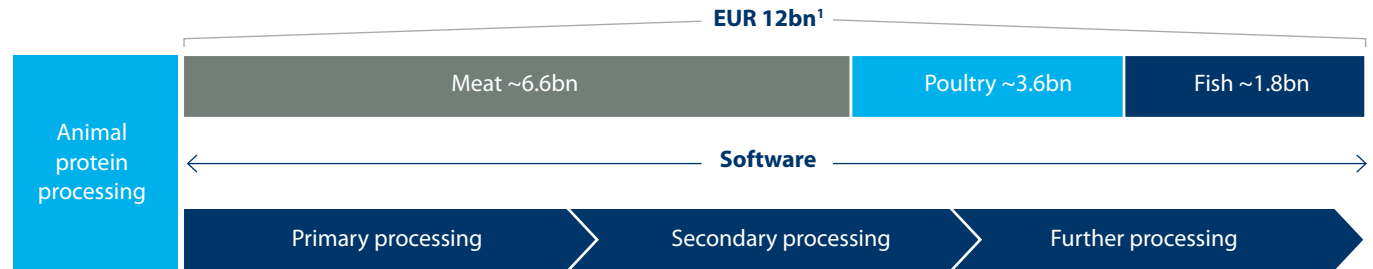 EUR 12bn¹
Animal
protein
processing
Meat ~6.6bn
Poultry ~3.6bn
Fish ~1.8bn
Software
Primary processing
Secondary processing
Further processing